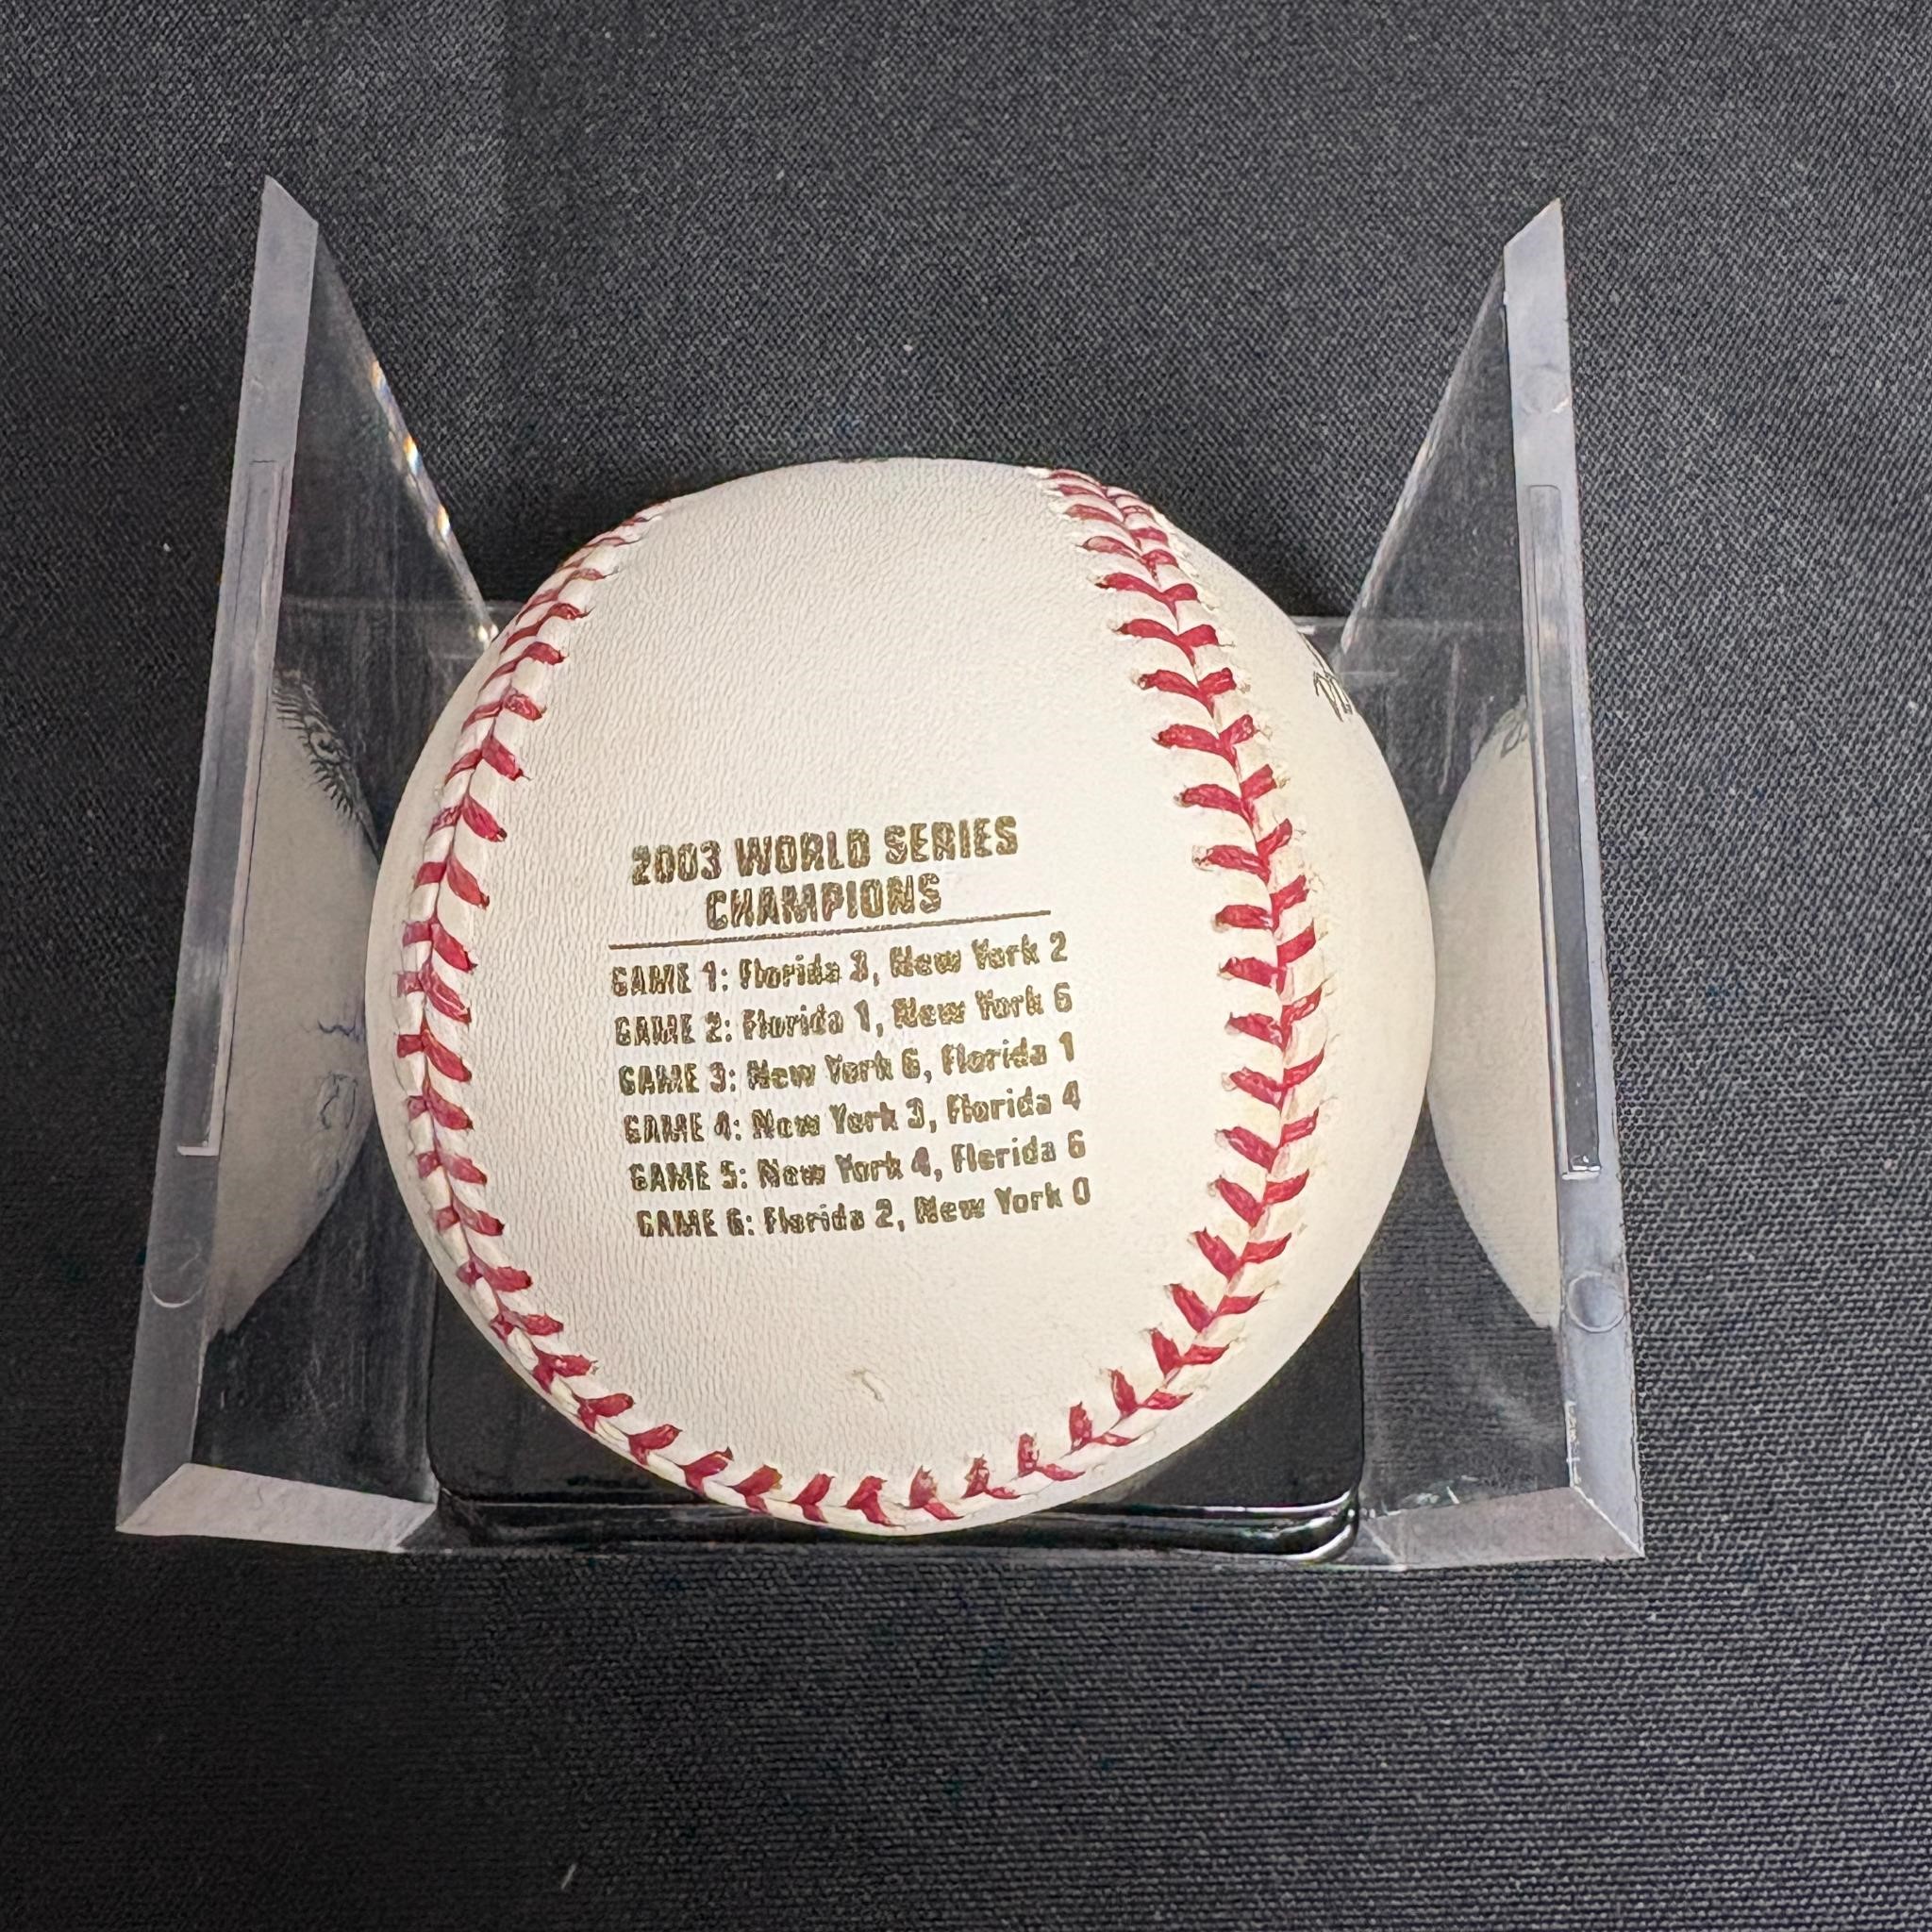 2003 WORLD SERIES
CHAMPIONS
GAME 1: Florida 3, New York 2
GAME 2: Florida 1, New York 6
GAME 3: New York 6, Florida 1
GAME 4: New York 3, Florida 4
GAME 5: New York 4, Florida 6
GAME 6: Florida 2, New York 0